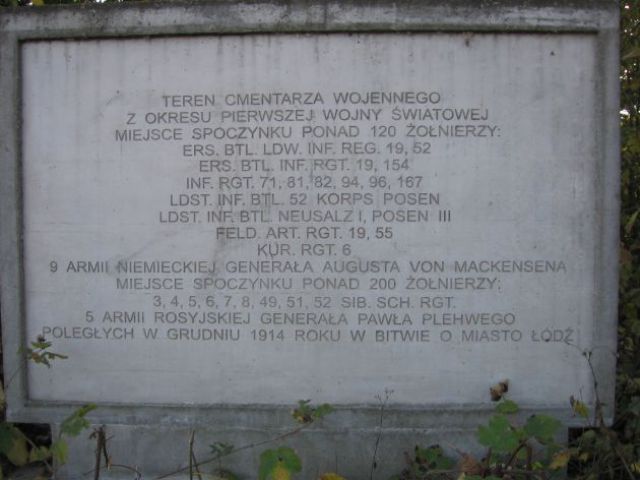 TEREN CMENTARZA WOJENNEGO
Z OKRESU PIERWSZEJ WOJNY ŚWIATOWEJ
MIEJSCE SPOCZYNKU PONAD 120 ŻOŁNIERZY:
ERS. BTL. LDW. INF. REG. 19, 52
ERS. BTL. INF. RGT. 19, 154
INF. RGT. 71, 81, 82, 94, 96, 167
LDST. INF. BTL. 52 KORPS POSEN
LDST. INF. BTL. NEUSALZ I, POSEN III
FELD. ART. RGT. 19, 55
KÜR. RGT. 6
9 ARMII NIEMIECKIEJ GENERAŁA AUGUSTA VON MACKENSENA
MIEJSCE SPOCZYNKU PONAD 200 ŻOŁNIERZY:
3, 4, 5, 6, 7, 8, 49, 51, 52 SIB. SCH. RGT.
5 ARMII ROSYJSKIEJ GENERAŁA PAWŁA PLEHWEGO
POLEGŁYCH W GRUDNIU 1914 ROKU W BITWIE O MIASTO ŁÓDŹ